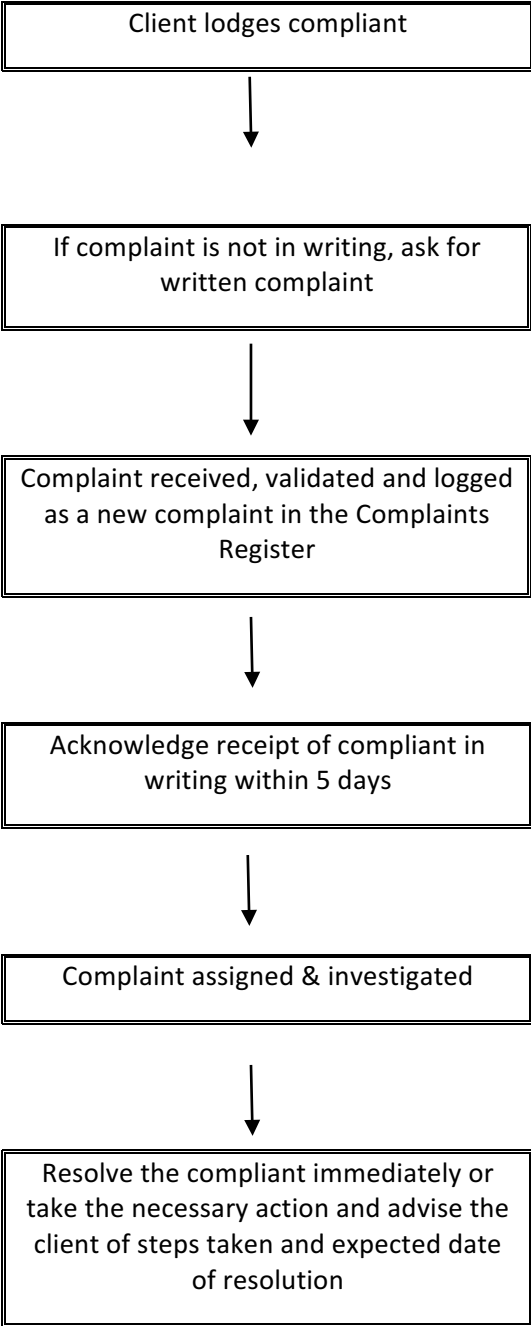 Client lodges compliant
If complaint is not in writing, ask for
written complaint
Complaint received, validated and logged
as a new complaint in the Complaints
Register
Acknowledge receipt of compliant in
writing within 5 days
Complaint assigned & investigated
Resolve the compliant immediately or
take the necessary action and advise the
client of steps taken and expected date
of resolution